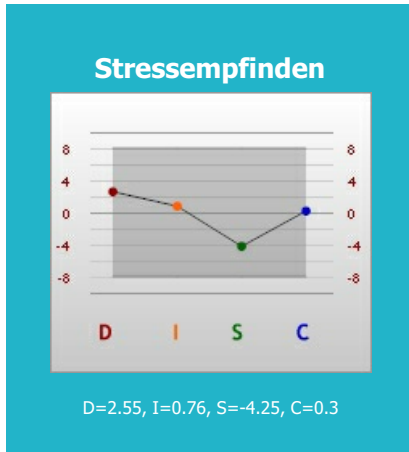 Stressempfinden
8 8
4 4
0 0
-4 -4
-8 -8
D I S C
D=2.55, I=0.76, S=-4.25, C=0.3